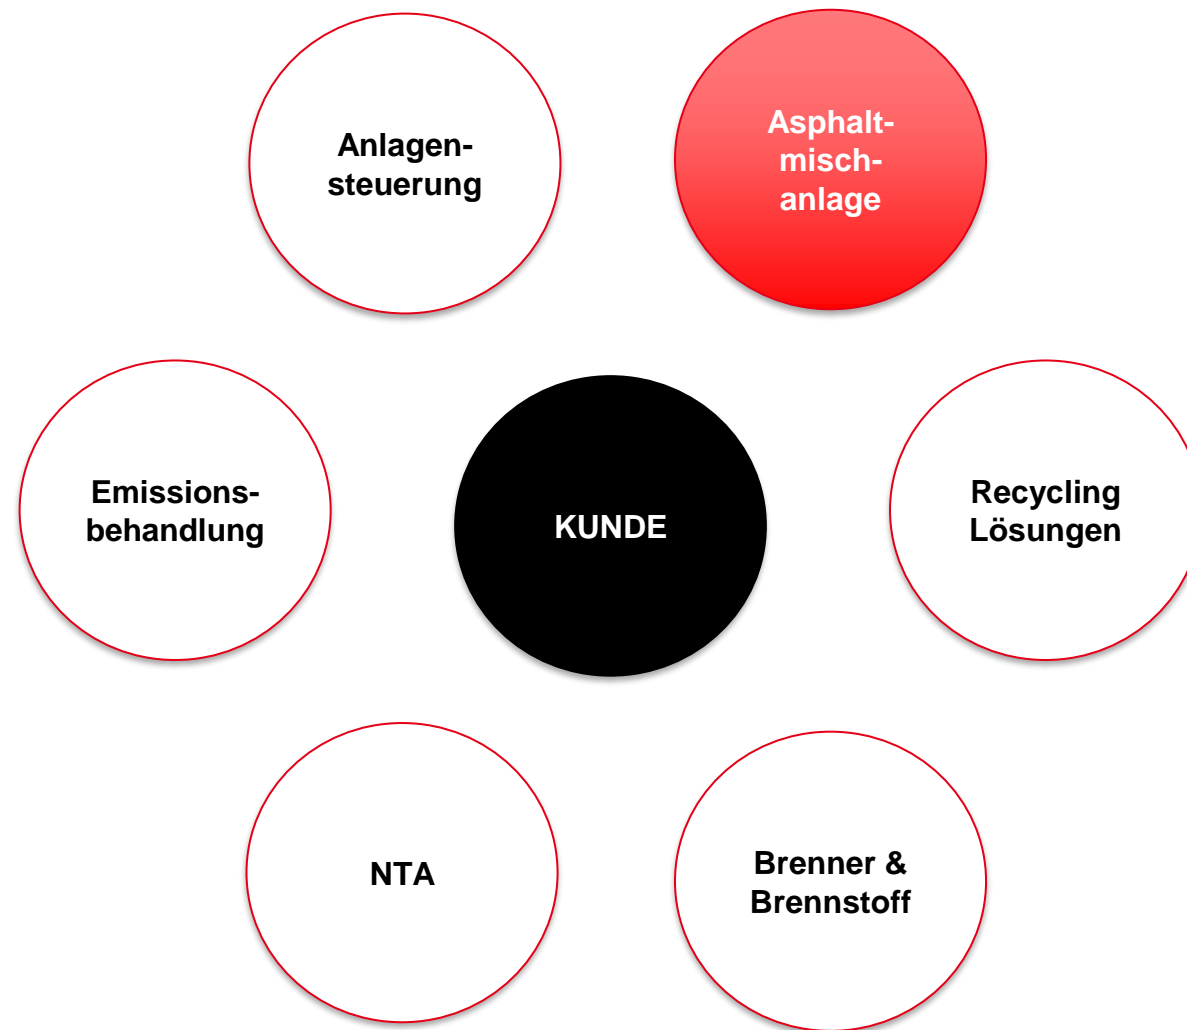 Anlagen-
steuerung
Asphalt-
misch-
anlage
Emissions-
behandlung
KUNDE
Recycling
Lösungen
NTA
Brenner &
Brennstoff